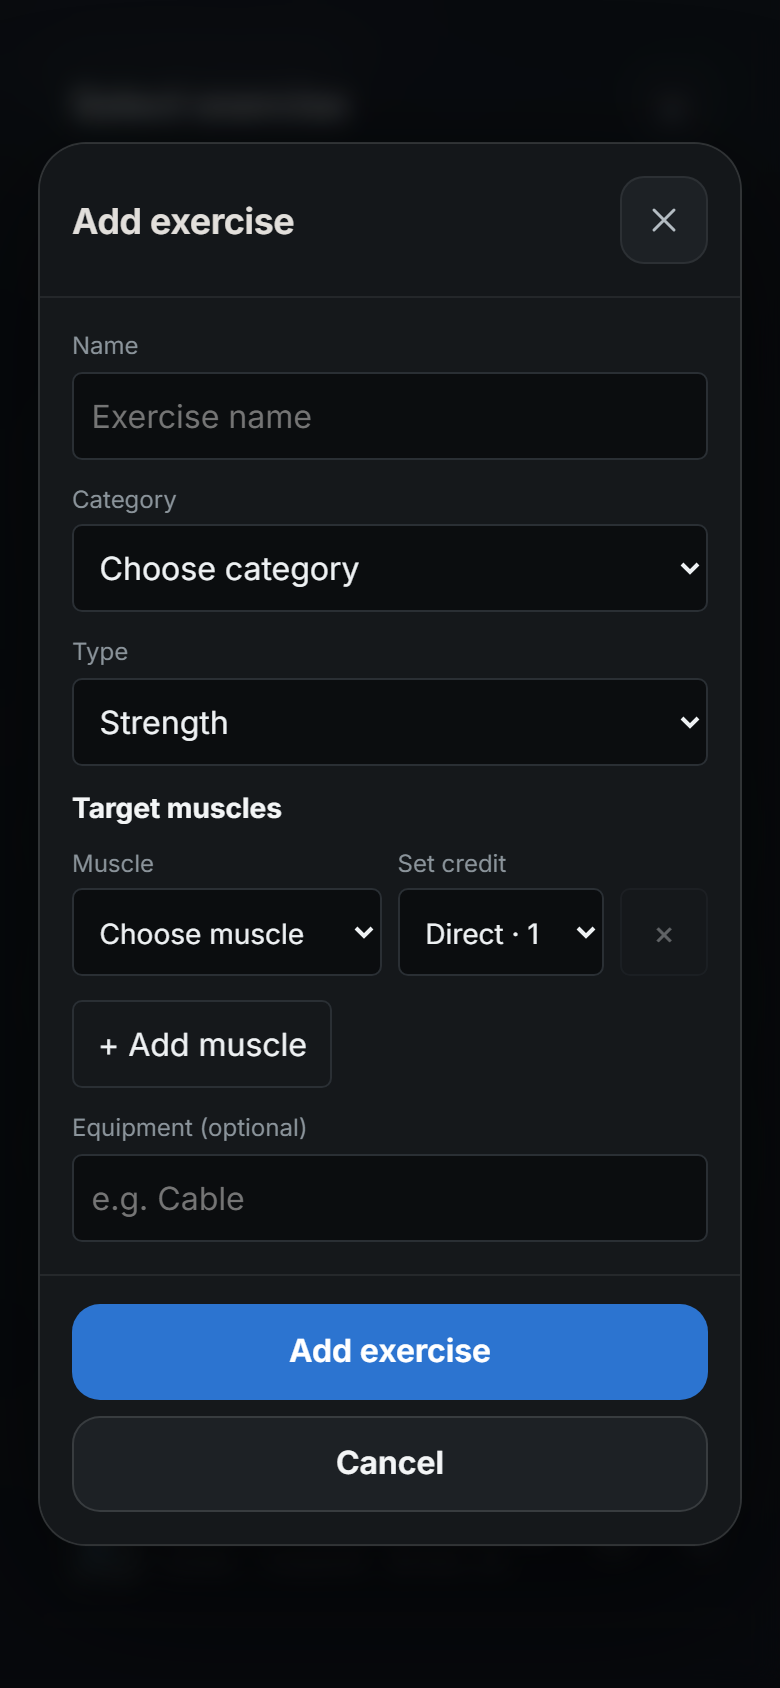 Add exercise
Name
Exercise name
Category
Choose category
Type
Strength
Target muscles
Muscle
Set credit
Choose muscle
Direct · 1
×
+ Add muscle
Equipment (optional)
e.g. Cable
Add exercise
Cancel